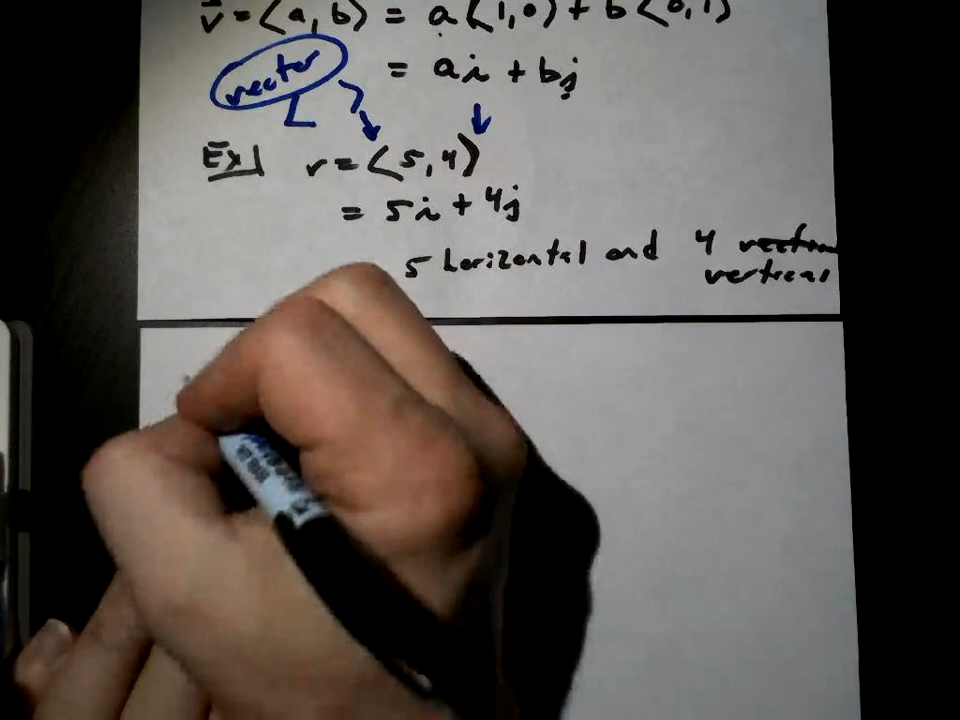 v̄ = ⟨a, b⟩ = a⟨1,0⟩ + b⟨0,1⟩
vector
= ai + bj
Ex1 v = ⟨5,4⟩
= 5i + 4j
5 horizontal and 4
vertical